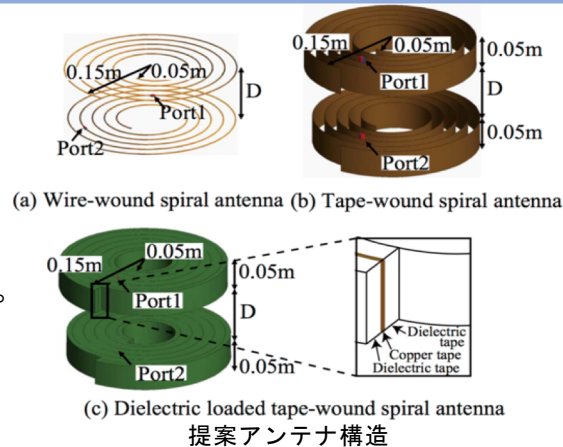 0.15m
0.05m
D
Port1
Port2
0.15m
0.05m
0.05m
Port1
D
0.05m
Port2
(a) Wire-wound spiral antenna
(b) Tape-wound spiral antenna
0.05m
0.15m
0.05m
Port1
D
Port2
0.05m
Dielectric
tape
Copper tape
Dielectric tape
。
(c) Dielectric loaded tape-wound spiral antenna
提案アンテナ構造